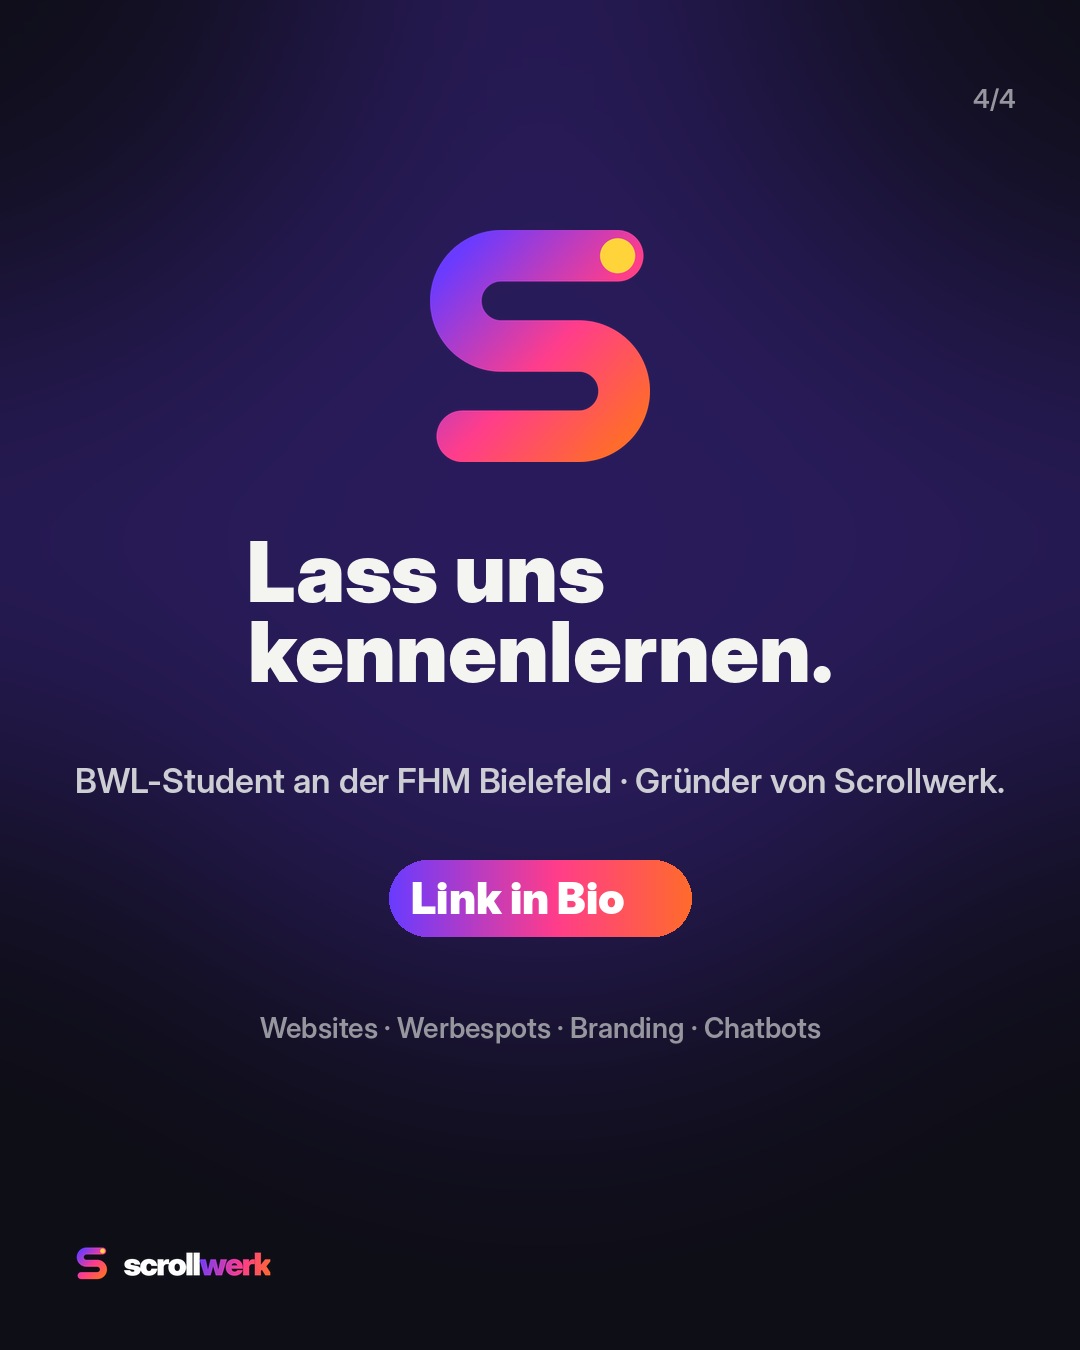 4/4
Lass uns
kennenlernen.
BWL-Student an der FHM Bielefeld · Gründer von Scrollwerk.
Link in Bio
Websites · Werbespots · Branding · Chatbots
scrollwerk